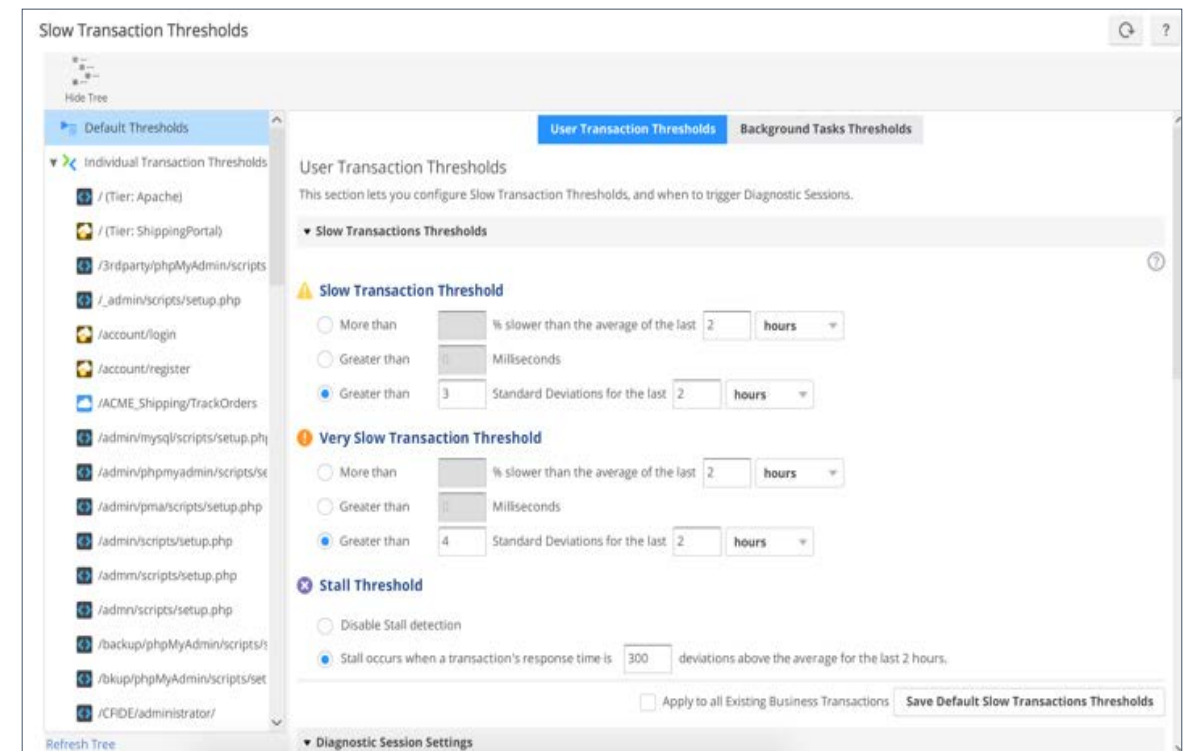 Slow Transaction Thresholds
?
Hide Tree
Default Thresholds
Individual Transaction Thresholds
/ (Tier: Apache)
/ (Tier: ShippingPortal)
/3rdparty/phpMyAdmin/scripts
/_admin/scripts/setup.php
/account/login
/account/register
/ACME_Shipping/TrackOrders
/admin/mysql/scripts/setup.php
/admin/phpmyadmin/scripts/se
/admin/pma/scripts/setup.php
/admin/scripts/setup.php
/admm/scripts/setup.php
/admn/scripts/setup.php
/backup/phpMyAdmin/scripts/s
/bkup/phpMyAdmin/scripts/set
/CFIDE/administrator/
Refresh Tree
User Transaction Thresholds Background Tasks Thresholds
User Transaction Thresholds
This section lets you configure Slow Transaction Thresholds, and when to trigger Diagnostic Sessions.
Slow Transactions Thresholds
?
Slow Transaction Threshold
More than % slower than the average of the last 2 hours
Greater than 0 Milliseconds
Greater than 3 Standard Deviations for the last 2 hours
Very Slow Transaction Threshold
More than % slower than the average of the last 2 hours
Greater than 0 Milliseconds
Greater than 4 Standard Deviations for the last 2 hours
Stall Threshold
Disable Stall detection
Stall occurs when a transaction's response time is 300 deviations above the average for the last 2 hours.
Apply to all Existing Business Transactions Save Default Slow Transactions Thresholds
Diagnostic Session Settings